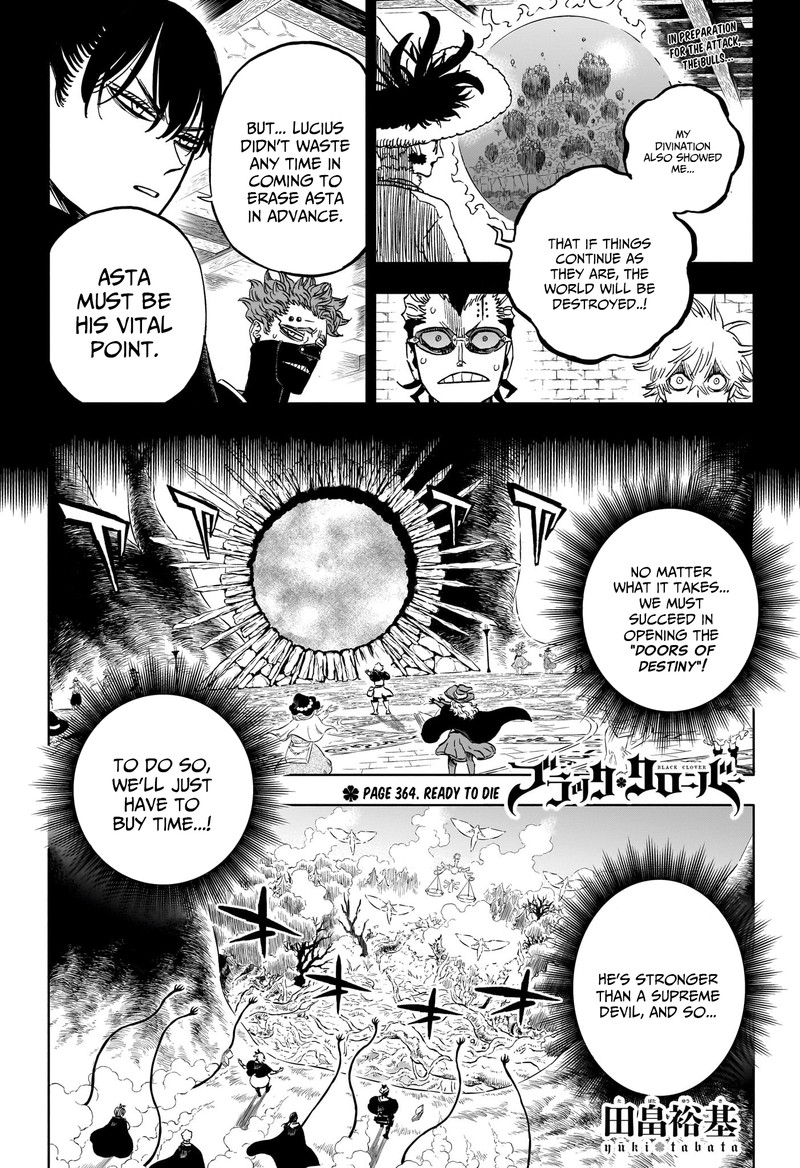 IN PREPARATION
FOR THE ATTACK,
THE BULLS...
MY
DIVINATION
ALSO SHOWED
ME...
THAT IF THINGS
CONTINUE AS
THEY ARE, THE
WORLD WILL BE
DESTROYED..!
BUT... LUCIUS
DIDN'T WASTE
ANY TIME IN
COMING TO
ERASE ASTA
IN ADVANCE.
ASTA
MUST BE
HIS VITAL
POINT.
NO MATTER
WHAT IT TAKES...
WE MUST
SUCCEED IN
OPENING THE
"DOORS OF
DESTINY"!
TO DO SO,
WE'LL JUST
HAVE TO
BUY TIME...!
ブラック クローバー
BLACK CLOVER
PAGE 364. READY TO DIE
HE'S STRONGER
THAN A SUPREME
DEVIL, AND SO...
田畠裕基
yūki tabata